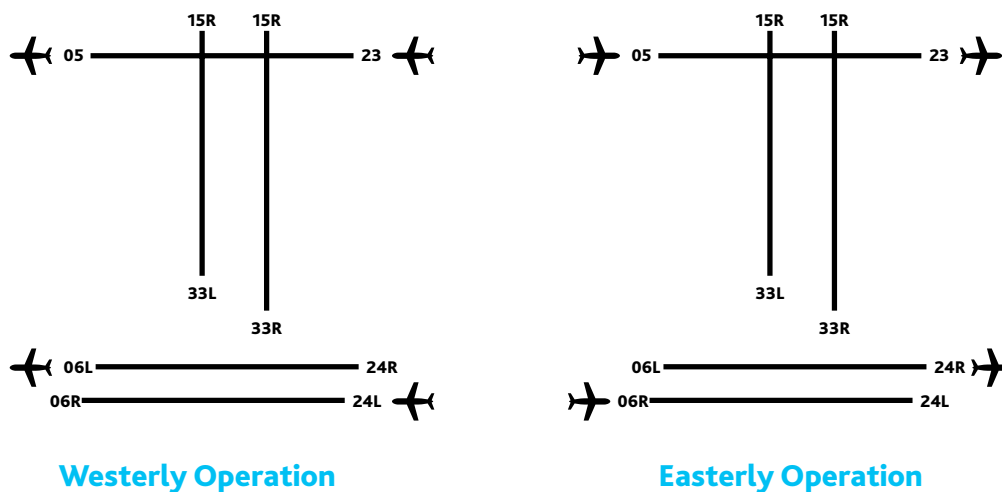 15R 15R
05 23
33L
33R
06L 24R
06R 24L
Westerly Operation
15R 15R
05 23
33L
33R
06L 24R
06R 24L
Easterly Operation